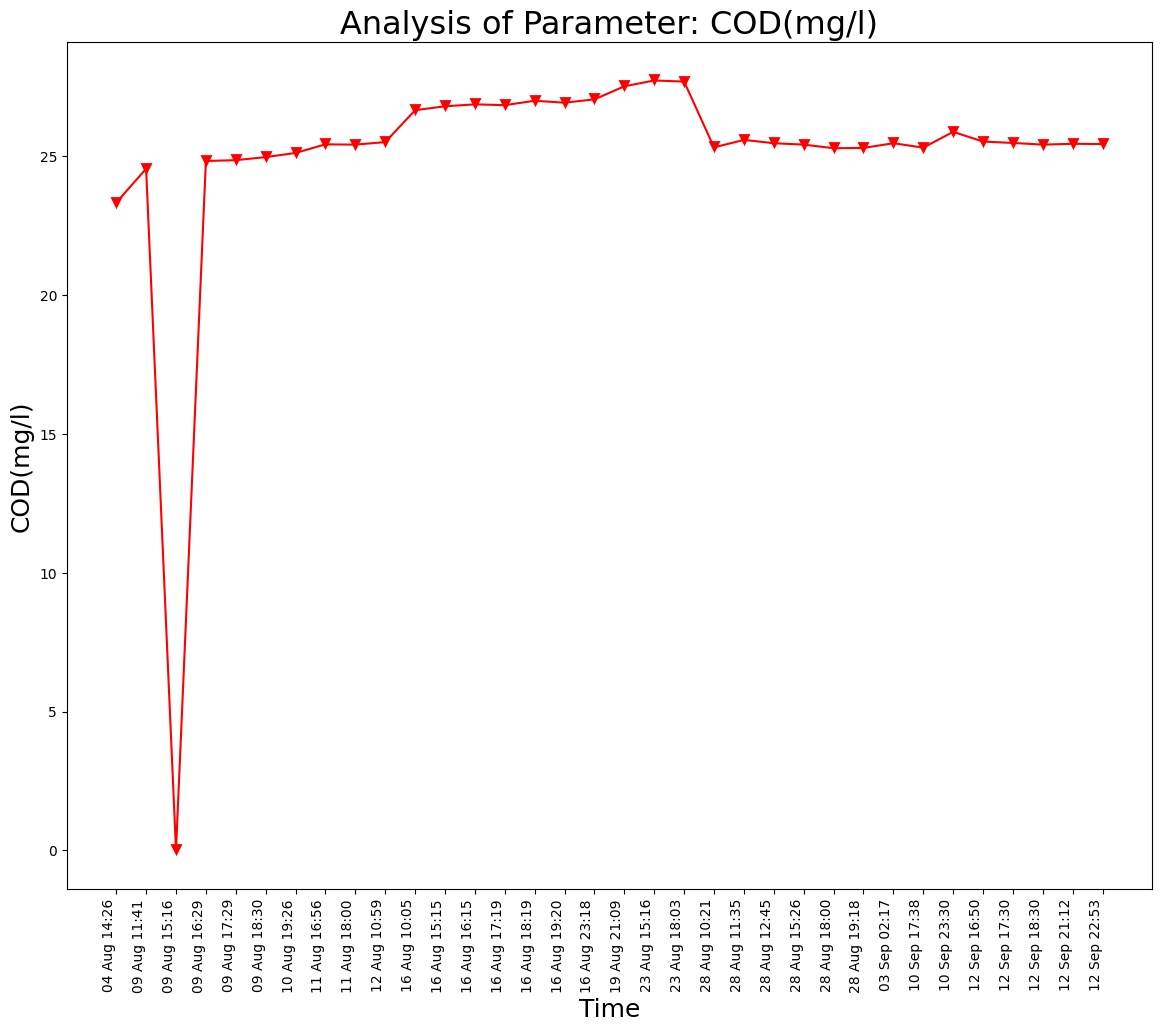 Analysis of Parameter: COD(mg/l)
COD(mg/l)
25
20
15
10
5
0
04 Aug 14:26
09 Aug 11:41
09 Aug 15:16
09 Aug 16:29
09 Aug 17:29
09 Aug 18:30
10 Aug 19:26
11 Aug 16:56
11 Aug 18:00
12 Aug 10:59
16 Aug 10:05
16 Aug 15:15
16 Aug 16:15
16 Aug 17:19
16 Aug 18:19
16 Aug 19:20
16 Aug 23:18
19 Aug 21:09
23 Aug 15:16
23 Aug 18:03
28 Aug 10:21
28 Aug 11:35
28 Aug 12:45
28 Aug 15:26
28 Aug 18:00
28 Aug 19:18
03 Sep 02:17
10 Sep 17:38
10 Sep 23:30
12 Sep 16:50
12 Sep 17:30
12 Sep 18:30
12 Sep 21:12
12 Sep 22:53
Time